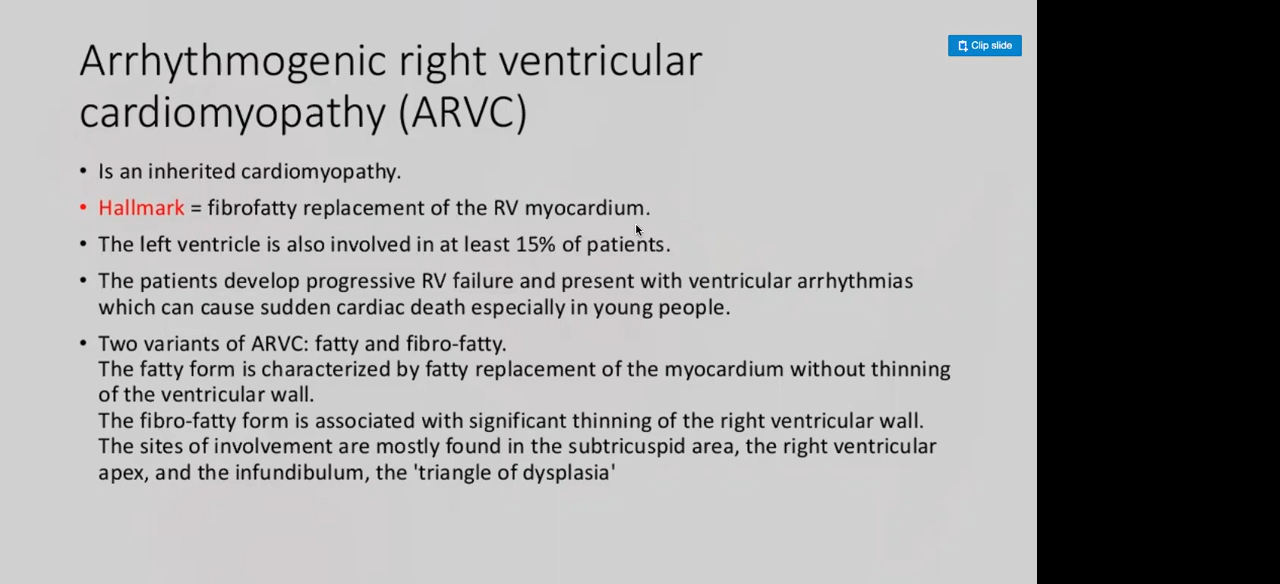 Arrhythmogenic right ventricular
cardiomyopathy (ARVC)
Clip slide
• Is an inherited cardiomyopathy.
• Hallmark = fibrofatty replacement of the RV myocardium.
• The left ventricle is also involved in at least 15% of patients.
• The patients develop progressive RV failure and present with ventricular arrhythmias
which can cause sudden cardiac death especially in young people.
• Two variants of ARVC: fatty and fibro-fatty.
The fatty form is characterized by fatty replacement of the myocardium without thinning
of the ventricular wall.
The fibro-fatty form is associated with significant thinning of the right ventricular wall.
The sites of involvement are mostly found in the subtricuspid area, the right ventricular
apex, and the infundibulum, the 'triangle of dysplasia'